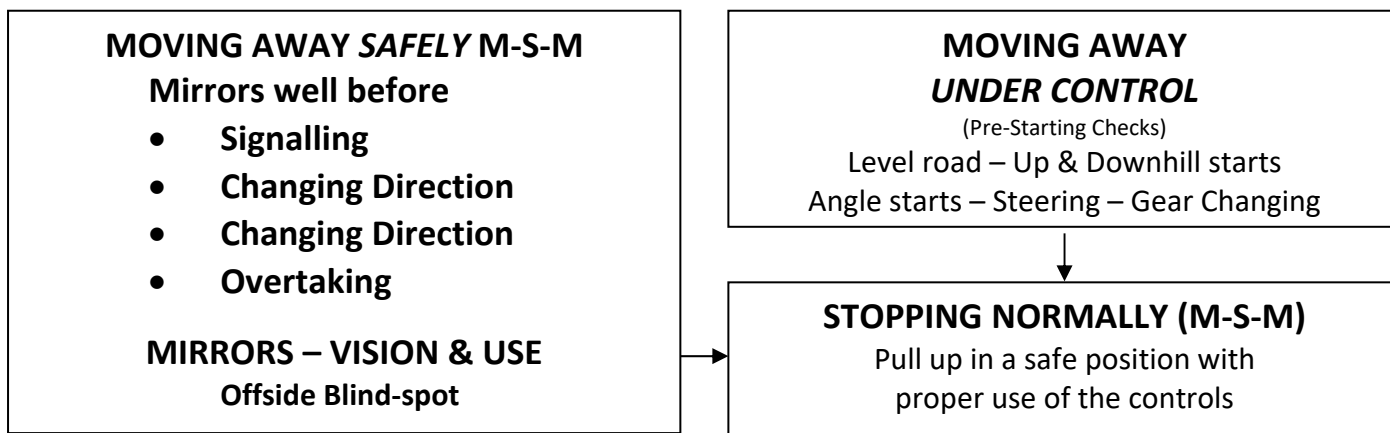 MOVING AWAY SAFELY M-S-M
Mirrors well before
• Signalling
• Changing Direction
• Changing Direction
• Overtaking
MIRRORS – VISION & USE
Offside Blind-spot
MOVING AWAY
UNDER CONTROL
(Pre-Starting Checks)
Level road – Up & Downhill starts
Angle starts – Steering – Gear Changing
STOPPING NORMALLY (M-S-M)
Pull up in a safe position with
proper use of the controls